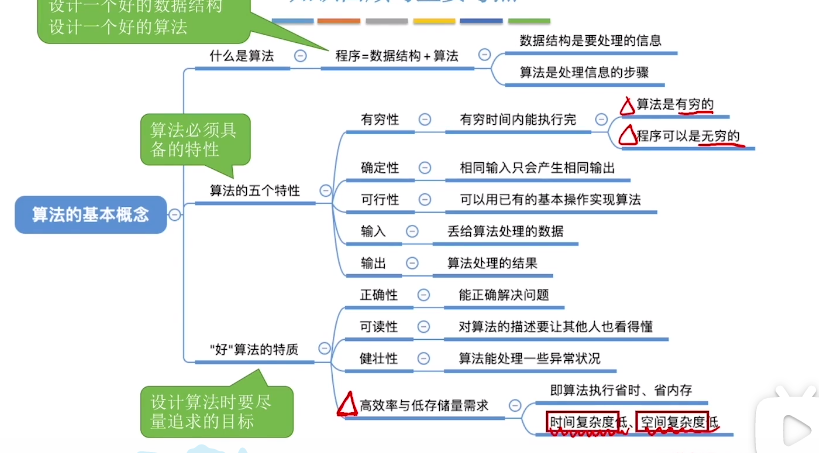 设计一个好的数据结构
设计一个好的算法
什么是算法
程序=数据结构+算法
数据结构是要处理的信息
算法是处理信息的步骤
算法必须具
备的特性
算法的五个特性
有穷性
有穷时间内能执行完
算法是有穷的
程序可以是无穷的
确定性
相同输入只会产生相同输出
可行性
可以用已有的基本操作实现算法
输入
丢给算法处理的数据
输出
算法处理的结果
算法的基本概念
"好"算法的特质
正确性
能正确解决问题
可读性
对算法的描述要让其他人也看得懂
健壮性
算法能处理一些异常状况
高效率与低存储量需求
即算法执行省时、省内存
时间复杂度低、空间复杂度低
设计算法时要尽
量追求的目标